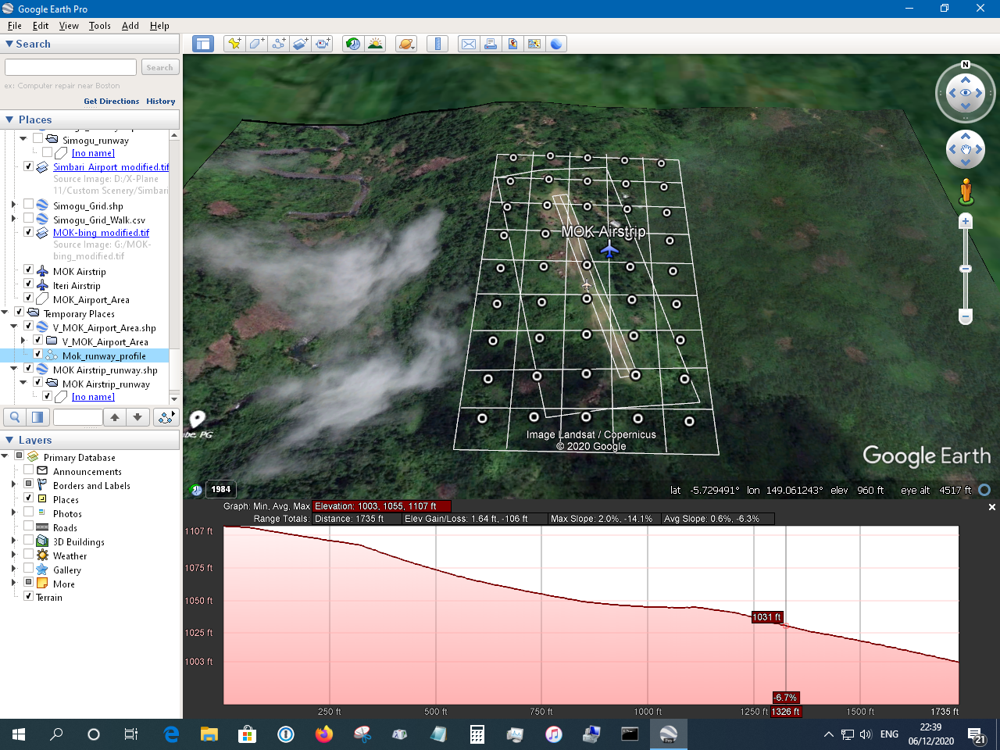 Google Earth Pro
File Edit View Tools Add Help
Search
Search
ex: Computer repair near Boston
Get Directions History
Places
Simogu_runway
[no name]
Simbari_Airport_modified.tif
Source Image: D:/X-Plane
11/Custom Scenery/Simbari
Simogu_Grid.shp
Simogu_Grid_Walk.csv
MOK-bing_modified.tif
Source Image: G:/MOK-
bing_modified.tif
MOK Airstrip
Iteri Airstrip
MOK_Airport_Area
Temporary Places
V_MOK_Airport_Area.shp
V_MOK_Airport_Area
Mok_runway_profile
MOK Airstrip_runway.shp
MOK Airstrip_runway
[no name]
Layers
Primary Database
Announcements
Borders and Labels
Places
Photos
Roads
3D Buildings
Weather
Gallery
More
Terrain
N
MOK Airstrip
be, PG
Image Landsat / Copernicus
© 2020 Google
Google Earth
1984
lat -5.729491° lon 149.061243° elev 960 ft eye alt 4517 ft
Graph: Min, Avg, Max Elevation: 1003, 1055, 1107 ft
Range Totals: Distance: 1735 ft Elev Gain/Loss: 1.64 ft, -106 ft Max Slope: 2.0%, -14.1% Avg Slope: 0.6%, -6.3%
1107 ft
1075 ft
1050 ft
1031 ft
1025 ft
1003 ft
-6.7%
250 ft 500 ft 750 ft 1000 ft 1250 ft 1326 ft 1500 ft 1735 ft
ENG
22:39
06/12/2020
21